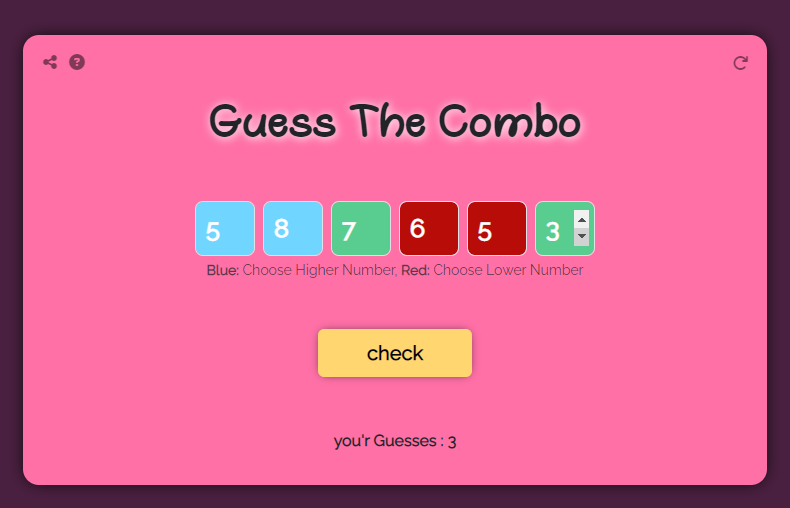 Guess The Combo
5 8 7 6 5 3
Blue: Choose Higher Number, Red: Choose Lower Number
check
you'r Guesses : 3